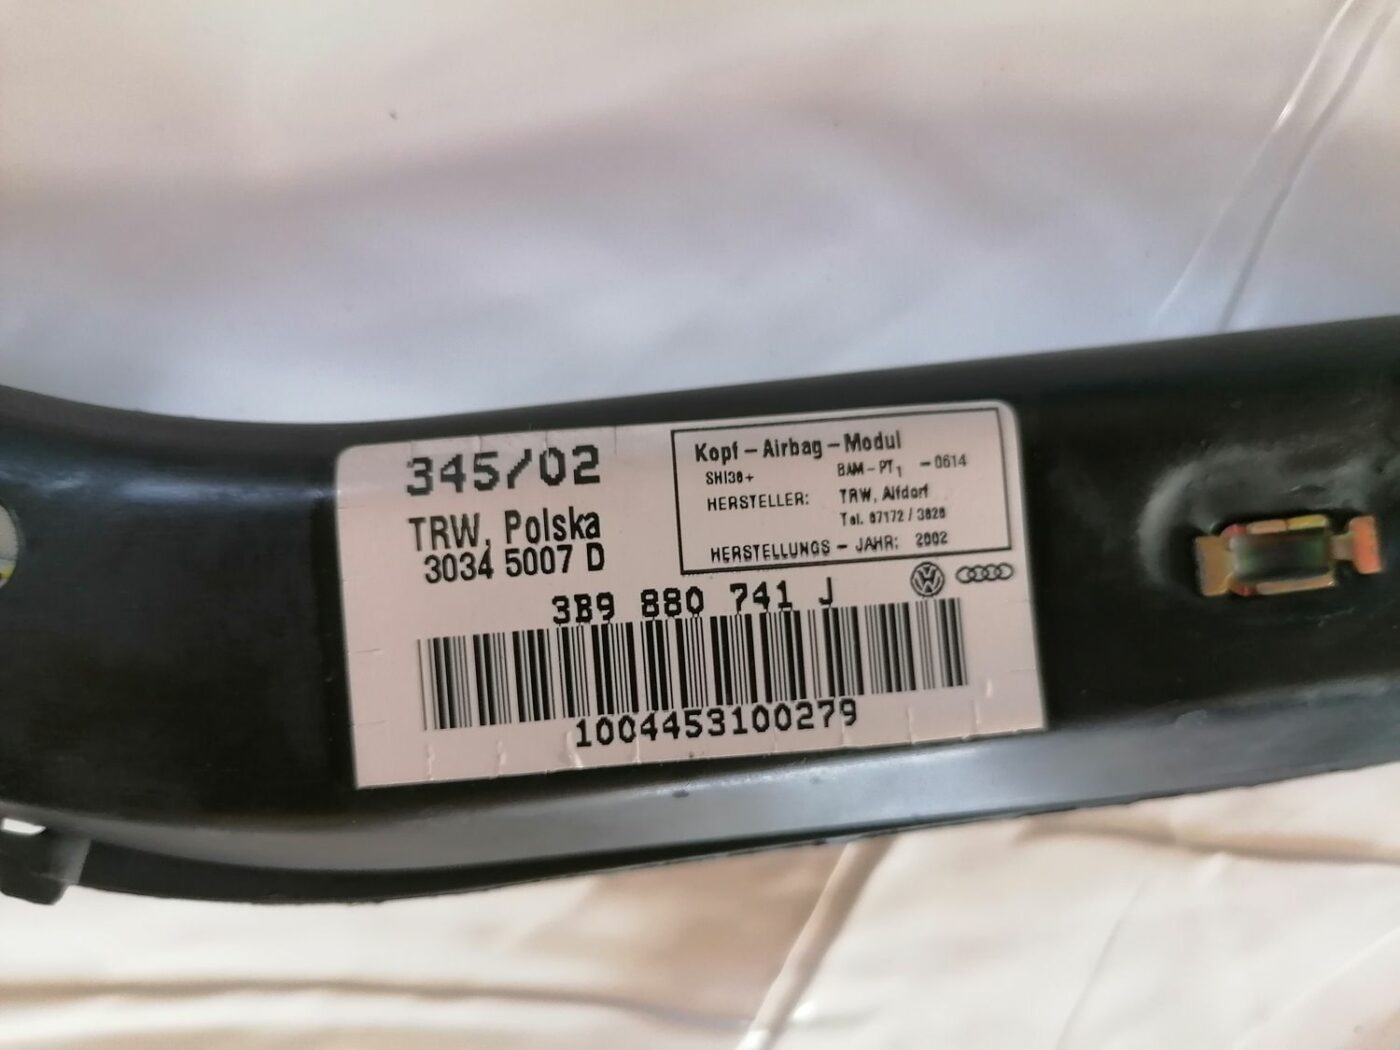 345/02
TRW, Polska
3034 5007 D
Kopf-Airbag-Modul
SHI30+ BAM-PT1 -0614
HERSTELLER: TRW, Alfdorf
Tel. 07172 / 3020
HERSTELLUNGS - JAHR: 2002
3B9 880 741 J
1004453100279